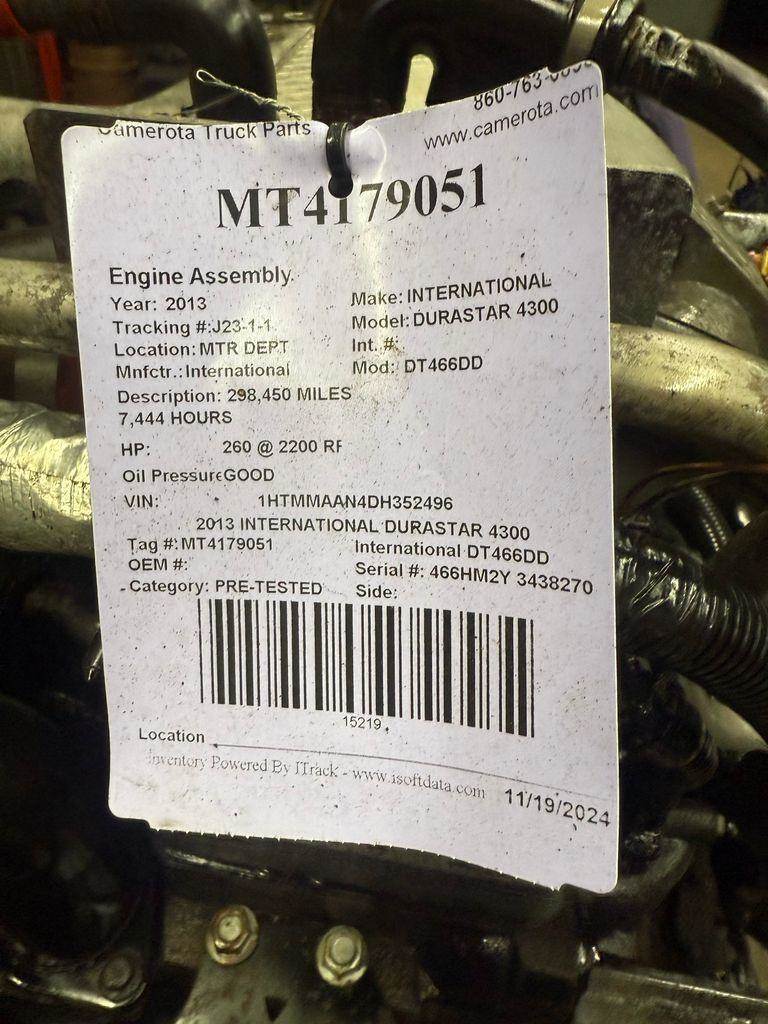 Camerota Truck Parts
www.camerota.com
MT4179051
Engine Assembly
Year: 2013 Make: INTERNATIONAL
Tracking #:J23-1-1 Model: DURASTAR 4300
Location: MTR DEPT Int. #:
Mnfctr.: International Mod: DT466DD
Description: 298,450 MILES
7,444 HOURS
HP: 260 @ 2200 RF
Oil Pressure GOOD
VIN: 1HTMMAAN4DH352496
2013 INTERNATIONAL DURASTAR 4300
Tag #: MT4179051 International DT466DD
OEM #: Serial #: 466HM2Y 3438270
Category: PRE-TESTED Side:
15219
Location
Inventory Powered By ITrack - www.isoftdata.com 11/19/2024